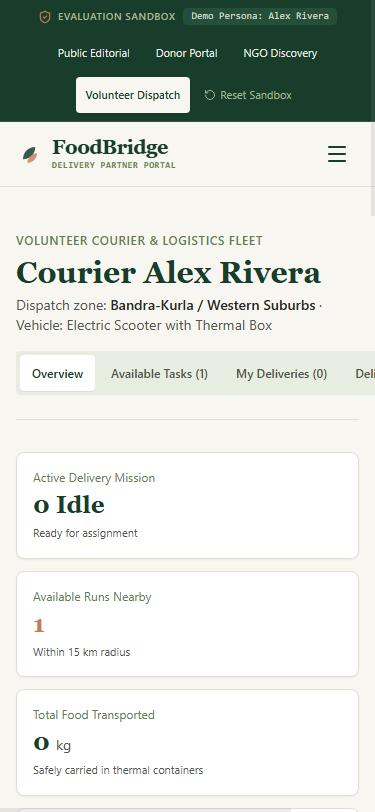 EVALUATION SANDBOX
Demo Persona: Alex Rivera
Public Editorial
Donor Portal
NGO Discovery
Volunteer Dispatch
Reset Sandbox
FoodBridge
DELIVERY PARTNER PORTAL
VOLUNTEER COURIER & LOGISTICS FLEET
Courier Alex Rivera
Dispatch zone: Bandra-Kurla / Western Suburbs ·
Vehicle: Electric Scooter with Thermal Box
Overview
Available Tasks (1)
My Deliveries (0)
Deli
Active Delivery Mission
0 Idle
Ready for assignment
Available Runs Nearby
1
Within 15 km radius
Total Food Transported
0 kg
Safely carried in thermal containers